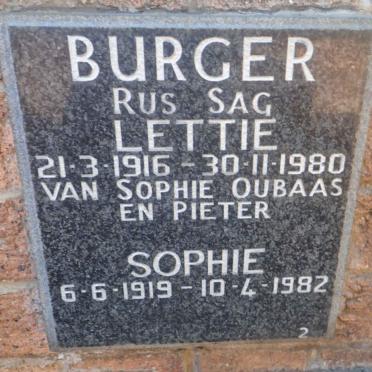 BURGER
RUS SAG
LETTIE
21-3-1916 - 30-11-1980
VAN SOPHIE OUBAAS
EN PIETER
SOPHIE
6-6-1919 - 10-4-1982
2